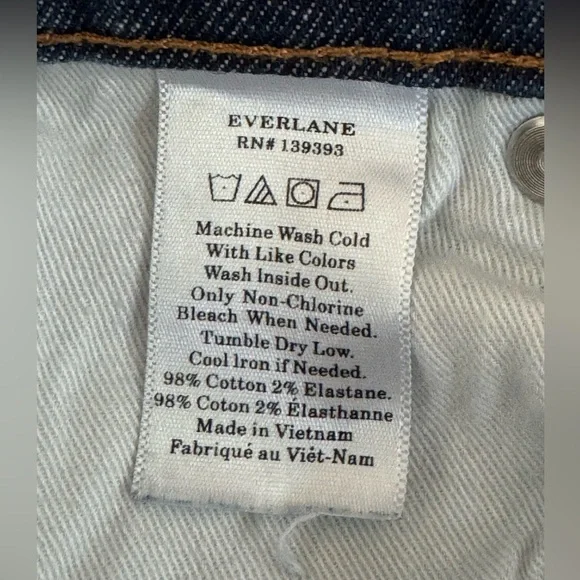 EVERLANE
RN# 139393
Machine Wash Cold
With Like Colors
Wash Inside Out.
Only Non-Chlorine
Bleach When Needed.
Tumble Dry Low.
Cool Iron if Needed.
98% Cotton 2% Elastane.
98% Coton 2% Élasthanne
Made in Vietnam
Fabriqué au Viêt-Nam